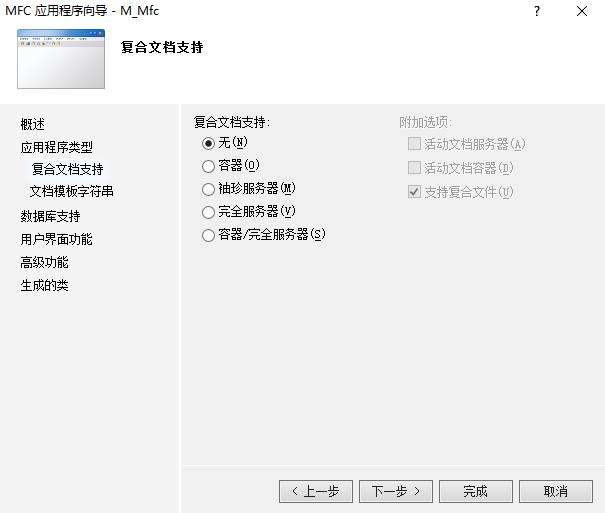 MFC 应用程序向导 - M_Mfc
?
复合文档支持
概述
应用程序类型
复合文档支持
文档模板字符串
数据库支持
用户界面功能
高级功能
生成的类
复合文档支持:
无(N)
容器(O)
袖珍服务器(M)
完全服务器(V)
容器/完全服务器(S)
附加选项:
活动文档服务器(A)
活动文档容器(D)
支持复合文件(U)
< 上一步
下一步 >
完成
取消